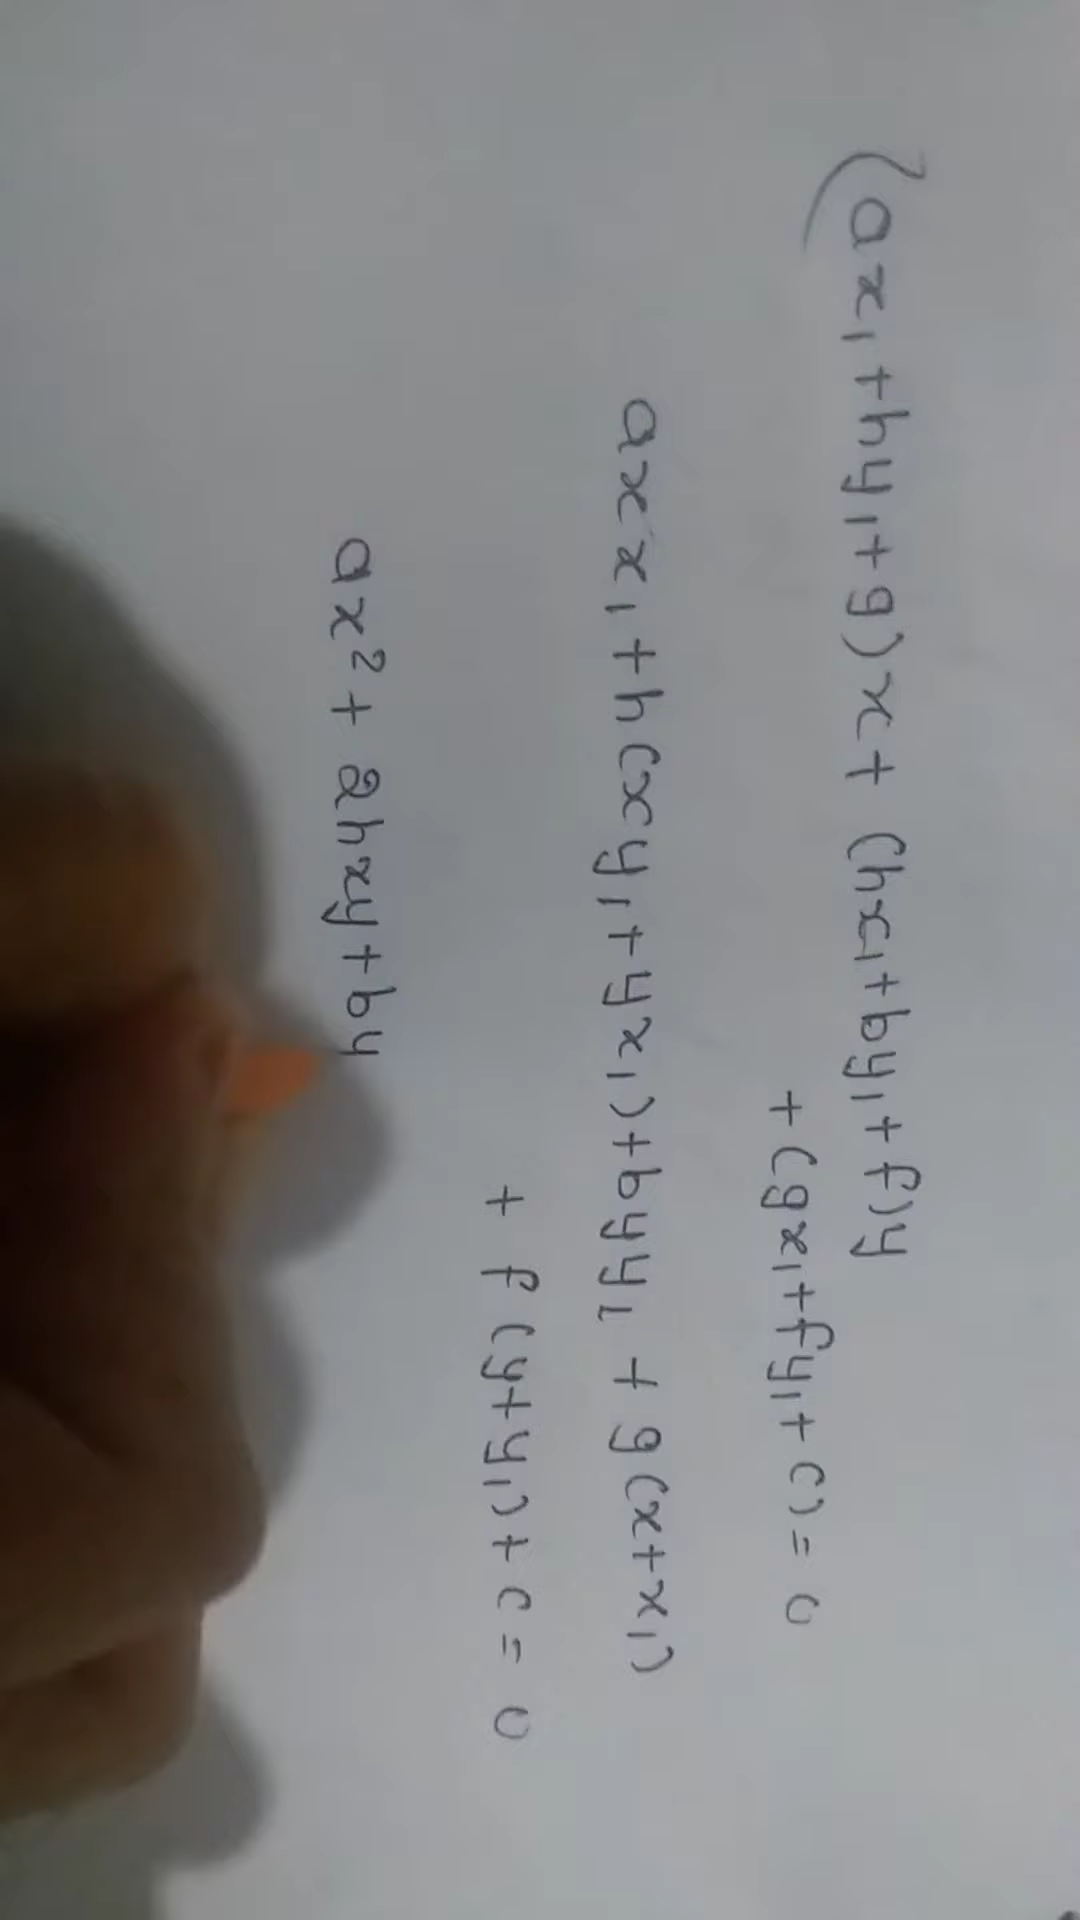 (ax₁+hy₁+g)x+ (hx₁+by₁+f)y
+(gx₁+fy₁+c)=0
axx₁+h(xy₁+yx₁)+byy₁ + g(x+x₁)
+ f(y+y₁)+c=0
ax²+2hxy+by